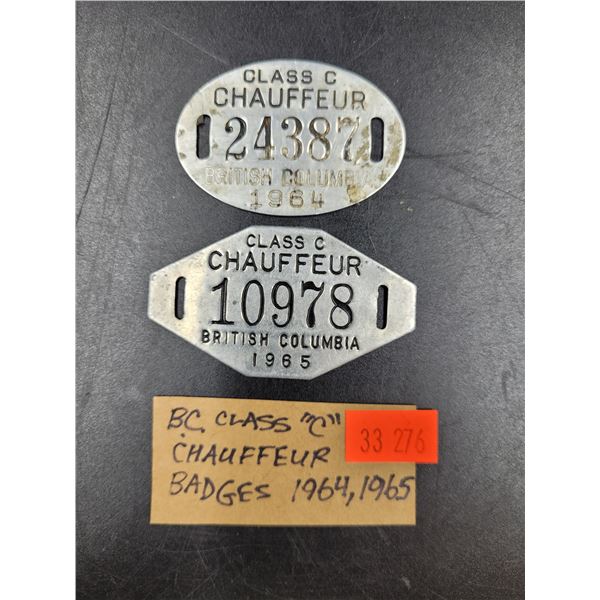 CLASS C
CHAUFFEUR
24387
BRITISH COLUMBIA
1964
CLASS C
CHAUFFEUR
10978
BRITISH COLUMBIA
1965
B.C. CLASS "C"
33 276
CHAUFFEUR
BADGES 1964, 1965